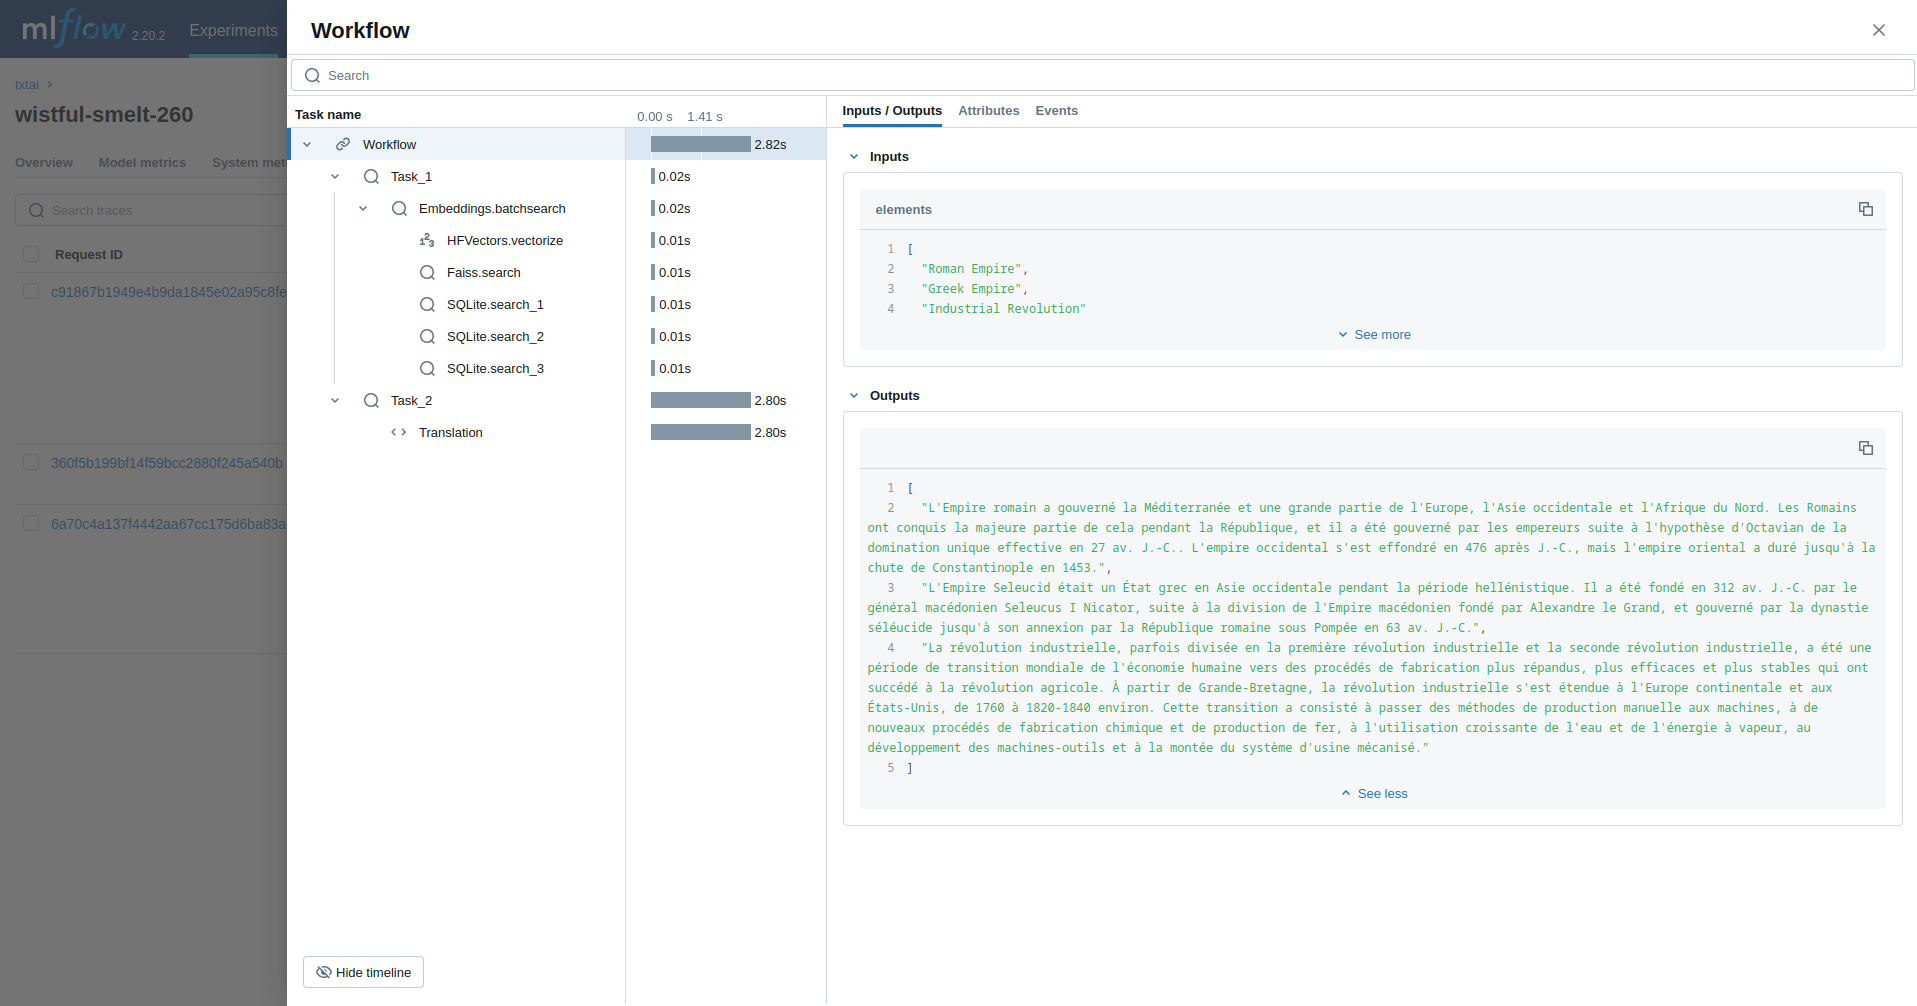 mlflow 2.20.2 Experiments
txtai
wistful-smelt-260
Overview Model metrics System met
Search traces
Request ID
c91867b1949e4b9da1845e02a95c8fe
360f5b199bf14f59bcc2880f245a540b
6a70c4a137f4442aa67cc175d6ba83a
Workflow
Search
Task name 0.00 s 1.41 s
Workflow 2.82s
Task_1 0.02s
Embeddings.batchsearch 0.02s
HFVectors.vectorize 0.01s
Faiss.search 0.01s
SQLite.search_1 0.01s
SQLite.search_2 0.01s
SQLite.search_3 0.01s
Task_2 2.80s
Translation 2.80s
Hide timeline
Inputs / Outputs Attributes Events
Inputs
elements
1 [
2 "Roman Empire",
3 "Greek Empire",
4 "Industrial Revolution"
See more
Outputs
1 [
2 "L'Empire romain a gouverné la Méditerranée et une grande partie de l'Europe, l'Asie occidentale et l'Afrique du Nord. Les Romains
ont conquis la majeure partie de cela pendant la République, et il a été gouverné par les empereurs suite à l'hypothèse d'Octavian de la
domination unique effective en 27 av. J.-C.. L'empire occidental s'est effondré en 476 après J.-C., mais l'empire oriental a duré jusqu'à la
chute de Constantinople en 1453.",
3 "L'Empire Seleucid était un État grec en Asie occidentale pendant la période hellénistique. Il a été fondé en 312 av. J.-C. par le
général macédonien Seleucus I Nicator, suite à la division de l'Empire macédonien fondé par Alexandre le Grand, et gouverné par la dynastie
séléucide jusqu'à son annexion par la République romaine sous Pompée en 63 av. J.-C.",
4 "La révolution industrielle, parfois divisée en la première révolution industrielle et la seconde révolution industrielle, a été une
période de transition mondiale de l'économie humaine vers des procédés de fabrication plus répandus, plus efficaces et plus stables qui ont
succédé à la révolution agricole. À partir de Grande-Bretagne, la révolution industrielle s'est étendue à l'Europe continentale et aux
États-Unis, de 1760 à 1820-1840 environ. Cette transition a consisté à passer des méthodes de production manuelle aux machines, à de
nouveaux procédés de fabrication chimique et de production de fer, à l'utilisation croissante de l'eau et de l'énergie à vapeur, au
développement des machines-outils et à la montée du système d'usine mécanisé."
5 ]
See less